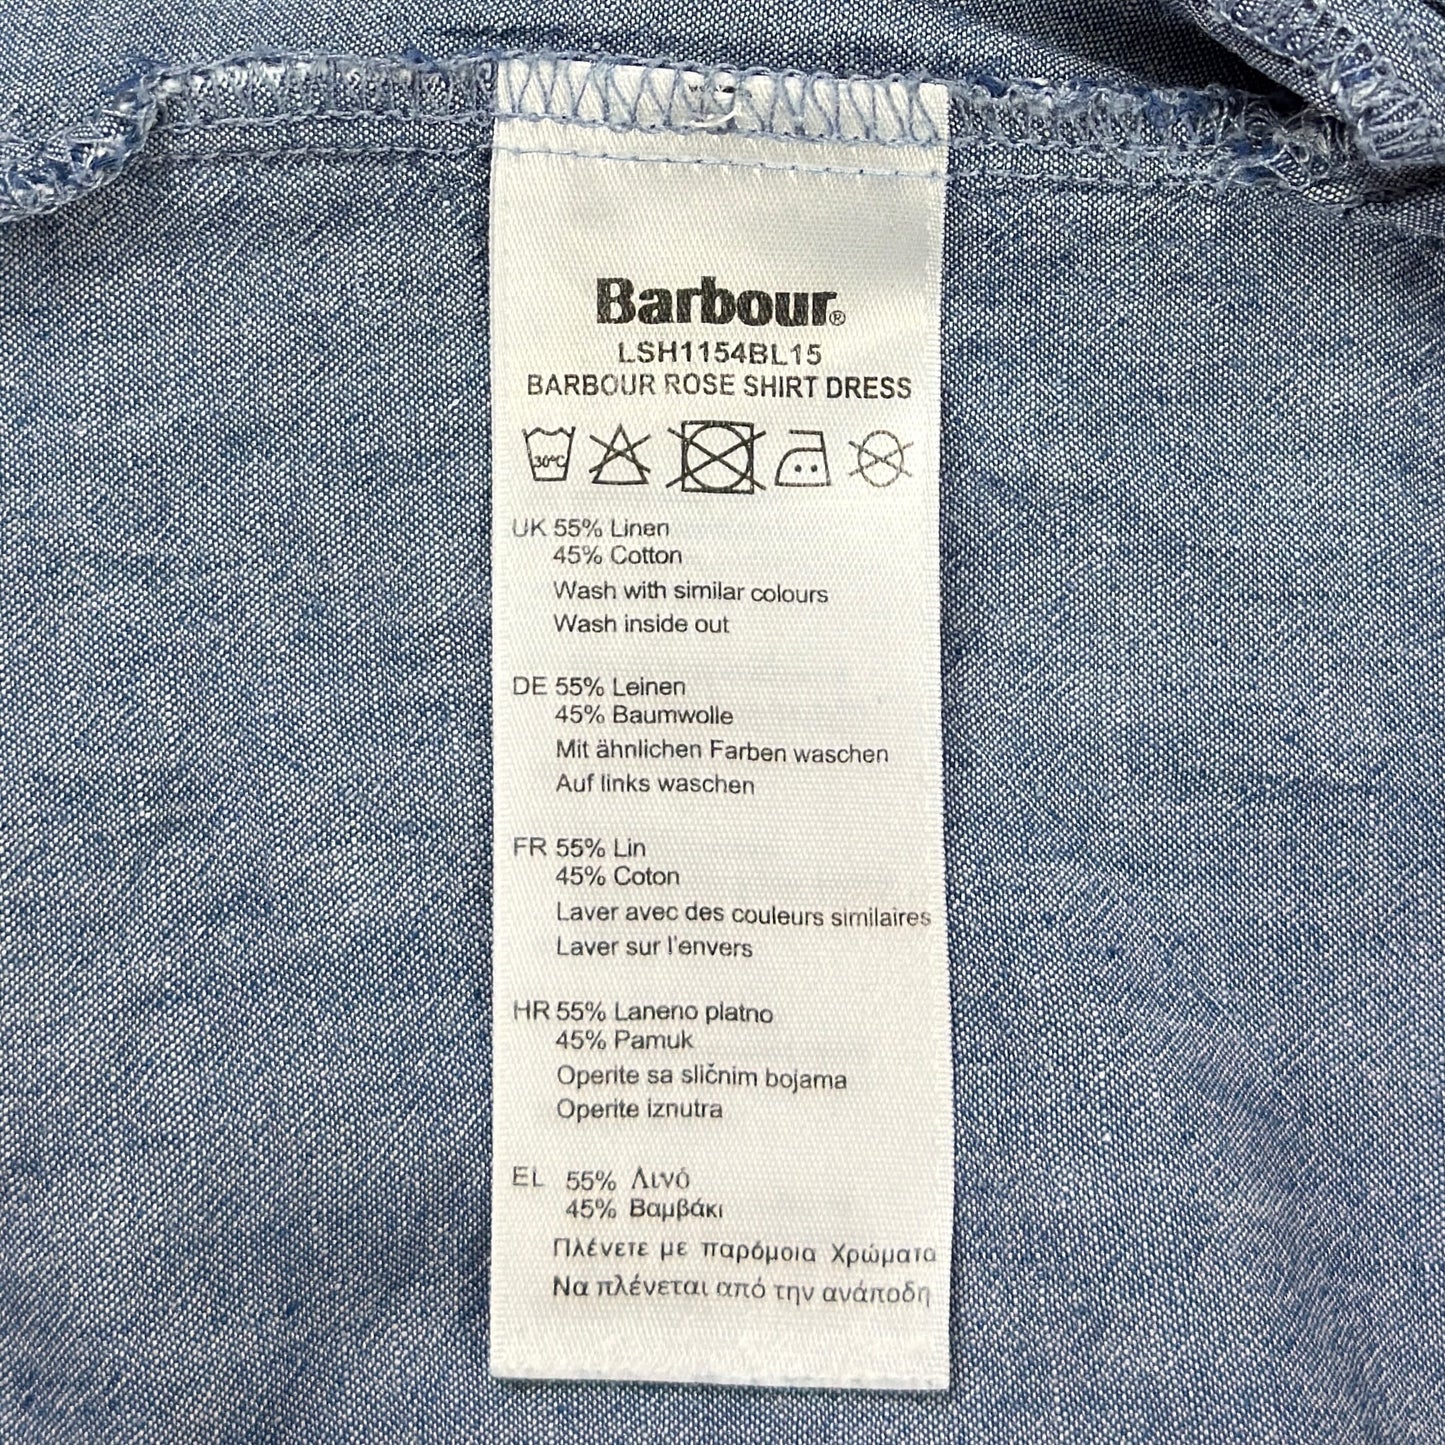 Barbour®
LSH1154BL15
BARBOUR ROSE SHIRT DRESS
30°C
UK 55% Linen
45% Cotton
Wash with similar colours
Wash inside out
DE 55% Leinen
45% Baumwolle
Mit ähnlichen Farben waschen
Auf links waschen
FR 55% Lin
45% Coton
Laver avec des couleurs similaires
Laver sur l'envers
HR 55% Laneno platno
45% Pamuk
Operite sa sličnim bojama
Operite iznutra
EL 55% Λινό
45% Βαμβάκι
Πλένετε με παρόμοια Χρώματα
Να πλένεται από την ανάποδη